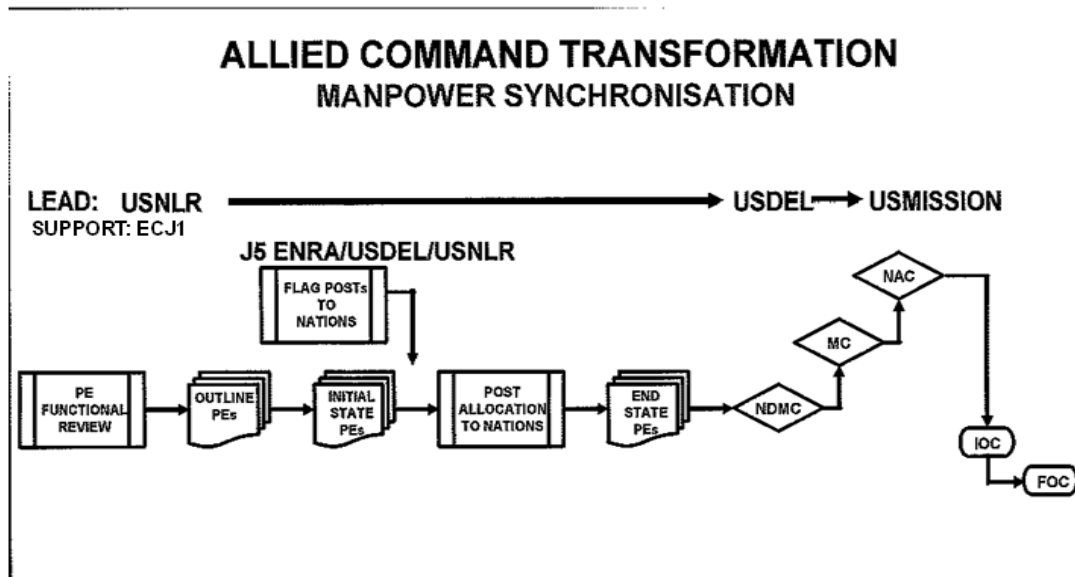 ALLIED COMMAND TRANSFORMATION
MANPOWER SYNCHRONISATION
LEAD: USNLR USDEL USMISSION
SUPPORT: ECJ1
J5 ENRA/USDEL/USNLR
FLAG POSTs
TO
NATIONS
NAC
MC
PE
FUNCTIONAL
REVIEW
OUTLINE
PEs
INITIAL
STATE
PEs
POST
ALLOCATION
TO NATIONS
END
STATE
PEs
NDMC
IOC
FOC